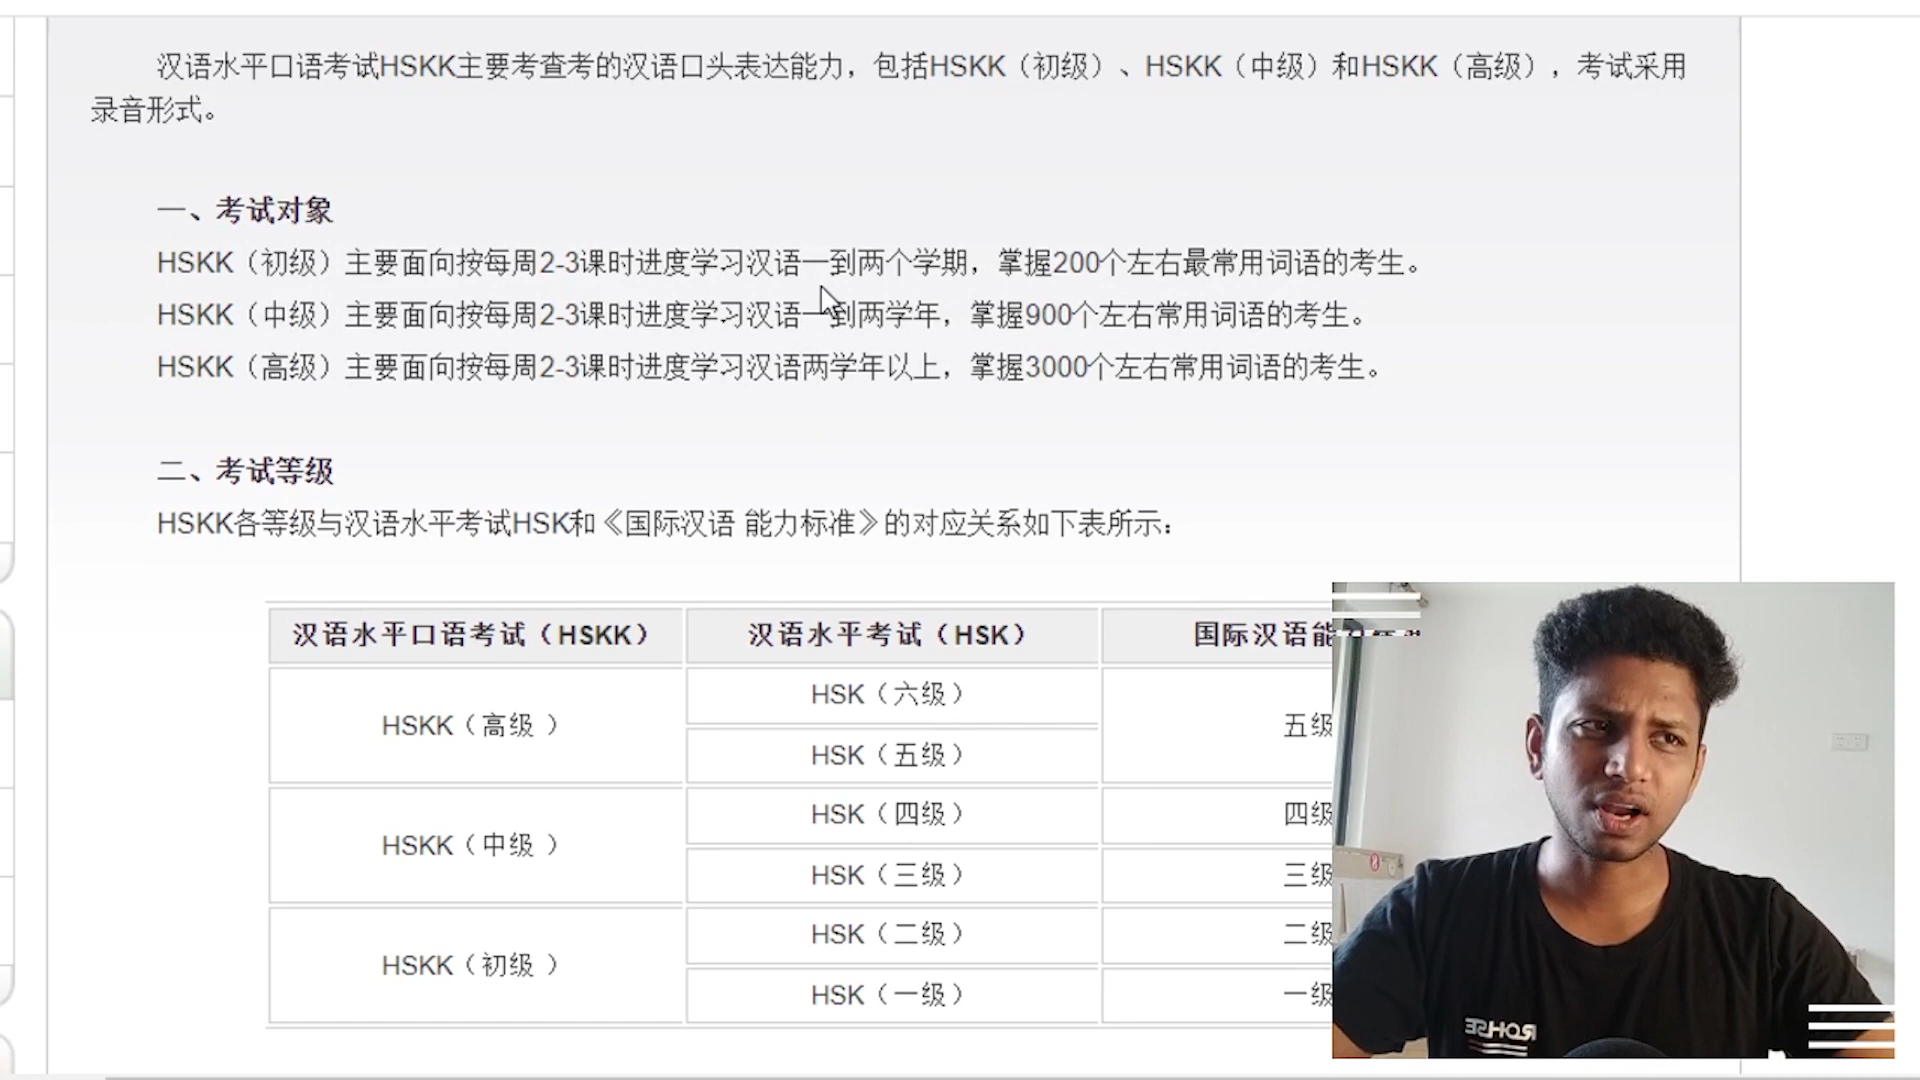 汉语水平口语考试HSKK主要考查考的汉语口头表达能力，包括HSKK（初级）、HSKK（中级）和HSKK（高级），考试采用
录音形式。
一、考试对象
HSKK（初级）主要面向按每周2-3课时进度学习汉语一到两个学期，掌握200个左右最常用词语的考生。
HSKK（中级）主要面向按每周2-3课时进度学习汉语一到两学年，掌握900个左右常用词语的考生。
HSKK（高级）主要面向按每周2-3课时进度学习汉语两学年以上，掌握3000个左右常用词语的考生。
二、考试等级
HSKK各等级与汉语水平考试HSK和《国际汉语 能力标准》的对应关系如下表所示：
汉语水平口语考试（HSKK） 汉语水平考试（HSK） 国际汉语能
HSKK（高级 ） HSK（六级） 五级
HSK（五级）
HSKK（中级 ） HSK（四级） 四级
HSK（三级） 三级
HSKK（初级 ） HSK（二级） 二级
HSK（一级） 一级